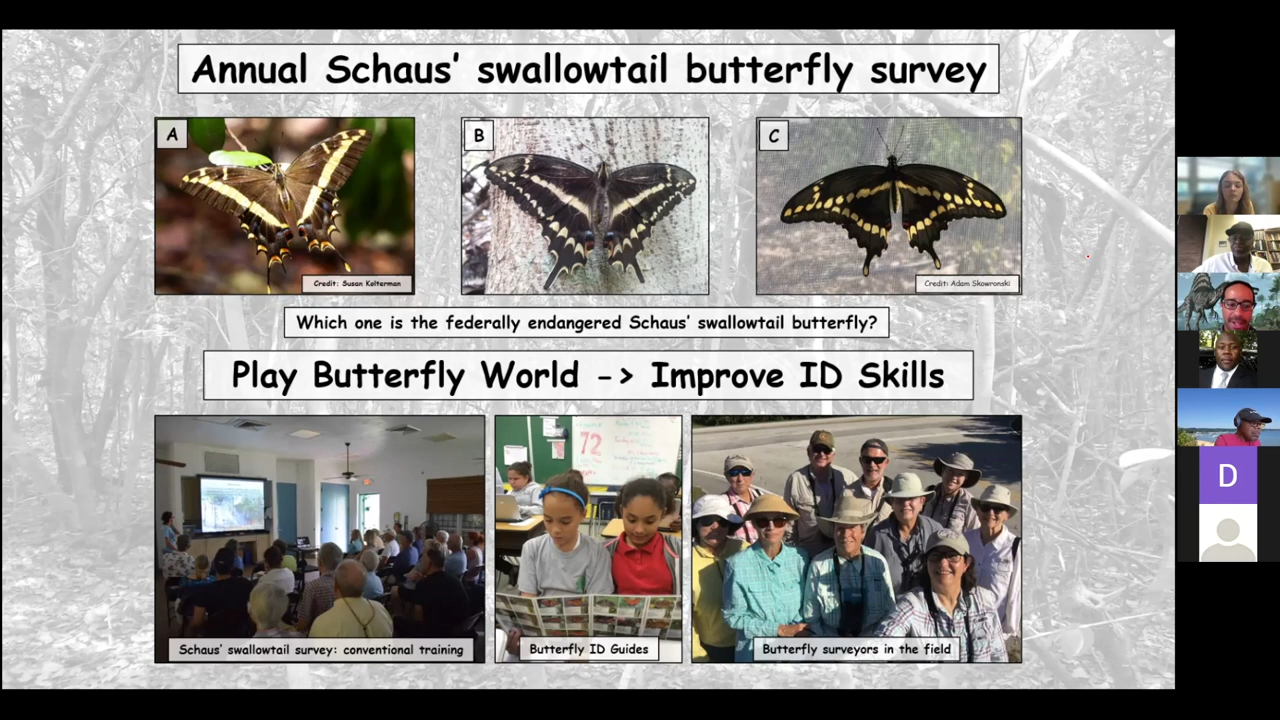 Annual Schaus’ swallowtail butterfly survey
A
B
C
Credit: Susan Kolterman
Credit: Adam Skowronski
Which one is the federally endangered Schaus’ swallowtail butterfly?
Play Butterfly World -> Improve ID Skills
72
Schaus’ swallowtail survey: conventional training
Butterfly ID Guides
Butterfly surveyors in the field
D